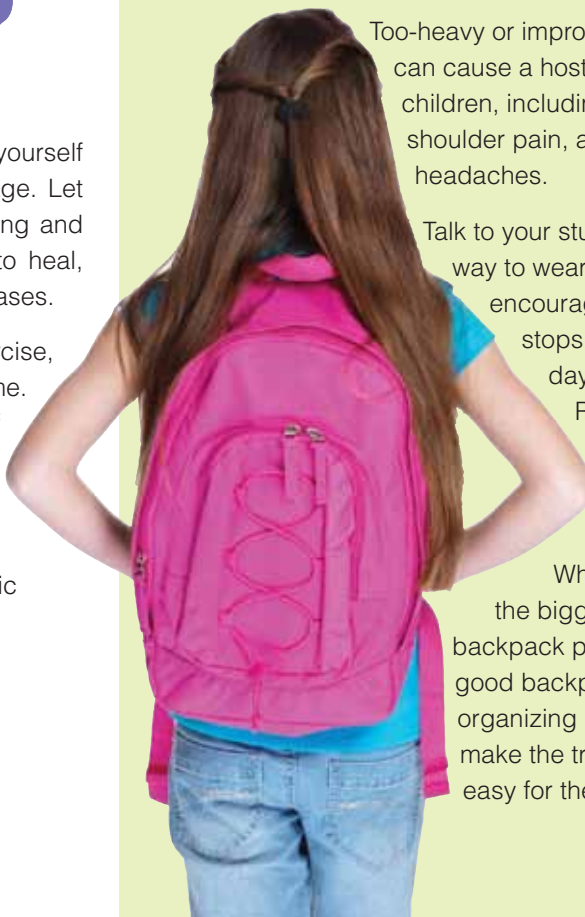 yourself
ge. Let
ng and
to heal,
ases.
cise,
ne.
ic
Too-heavy or impro
can cause a host
children, includin
shoulder pain, a
headaches.
Talk to your stu
way to wear
encourag
stops
day
P
Wh
the bigg
backpack p
good backp
organizing
make the tr
easy for the